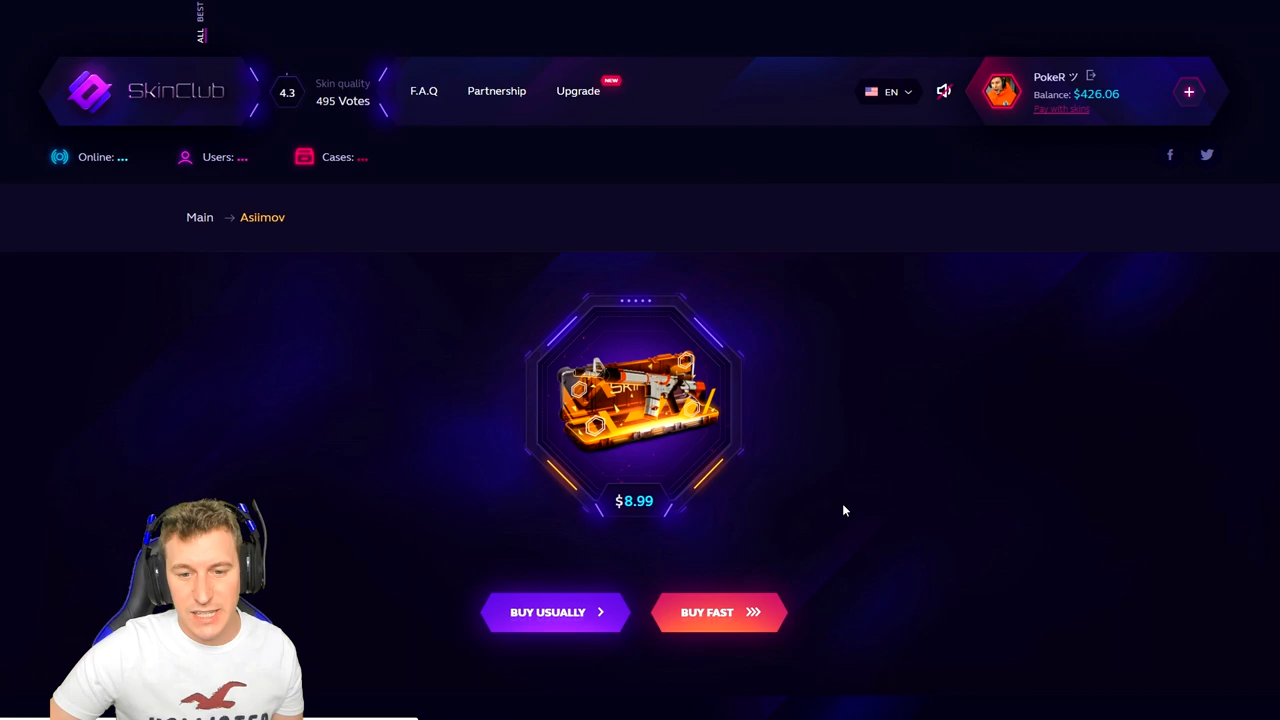 ALL BEST
SkinClub
4.3
Skin quality
495 Votes
F.A.Q
Partnership
Upgrade
NEW
EN
PokeR ツ
Balance: $426.06
Pay with skins
Online: ...
Users: ...
Cases: ...
Main → Asiimov
SKIN
$8.99
BUY USUALLY
BUY FAST